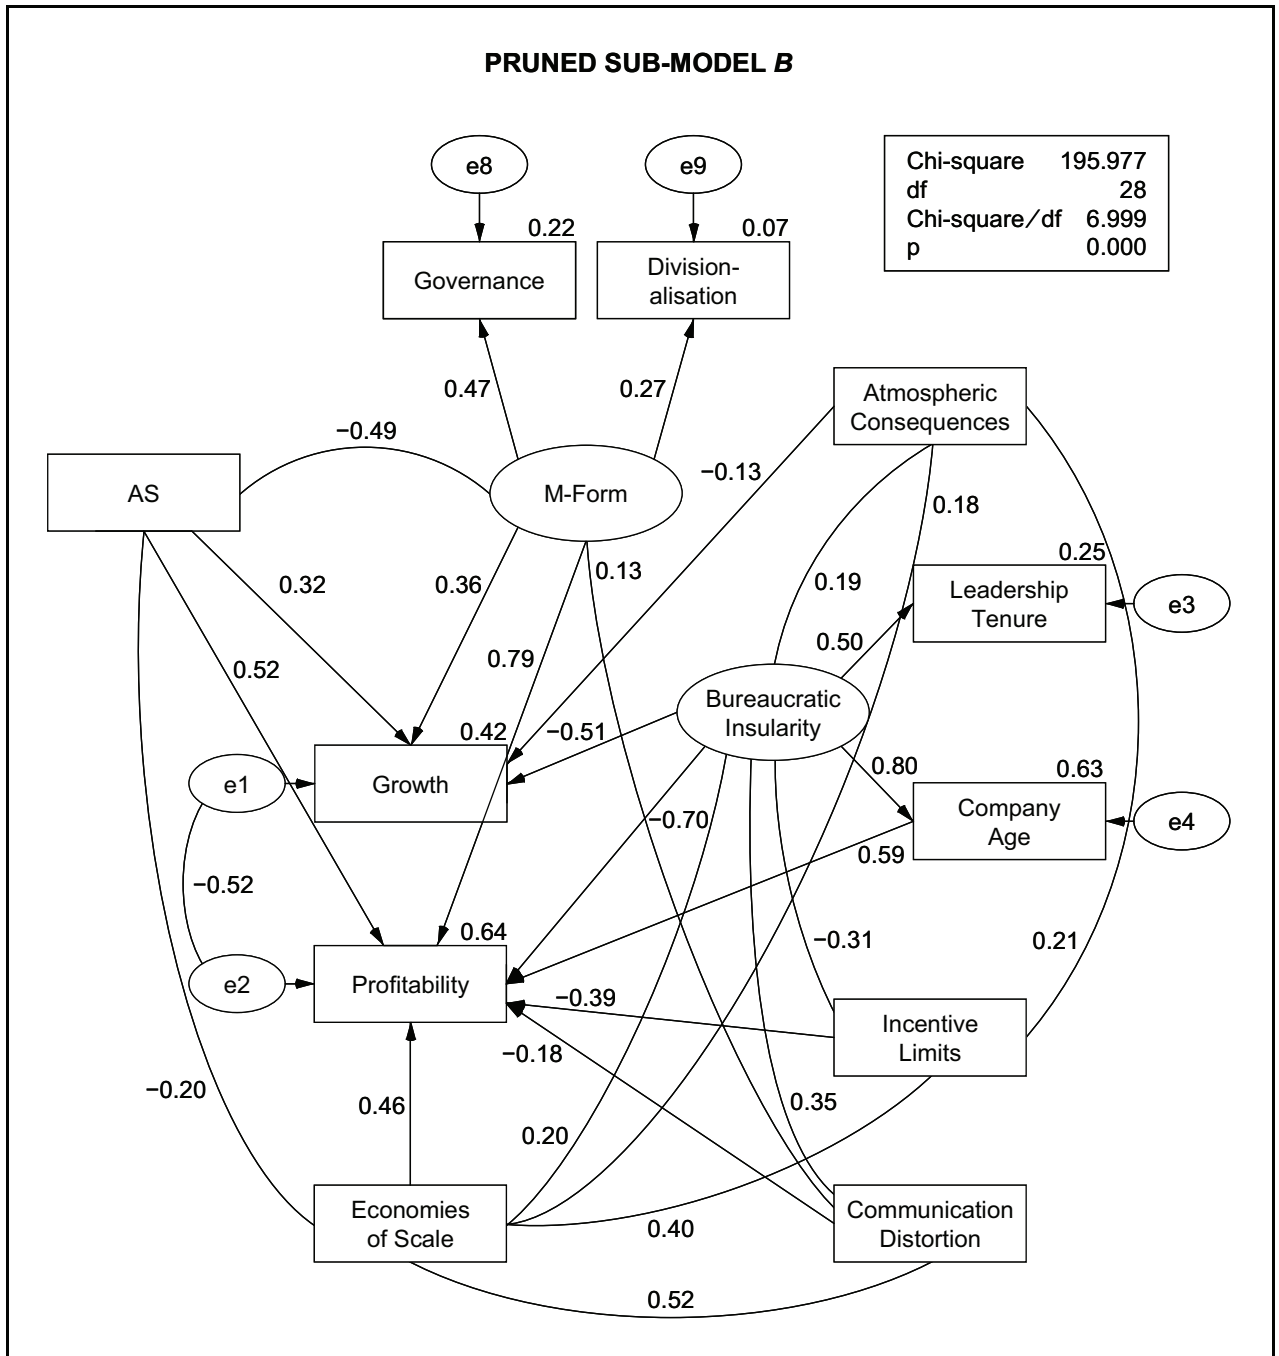 PRUNED SUB-MODEL B
e8
e9
Chi-square 195.977
df 28
Chi-square/df 6.999
p 0.000
0.22
0.07
Governance
Division-
alisation
0.47
0.27
Atmospheric
Consequences
−0.49
−0.13
AS
M-Form
0.18
0.25
0.32
0.36
0.13
0.19
Leadership
Tenure
e3
0.50
0.52
0.79
Bureaucratic
Insularity
0.42
−0.51
e1
Growth
0.80
0.63
−0.70
Company
Age
e4
0.59
−0.52
0.64
−0.31
0.21
e2
Profitability
−0.39
Incentive
Limits
−0.18
−0.20
0.46
0.35
0.20
Economies
of Scale
0.40
Communication
Distortion
0.52